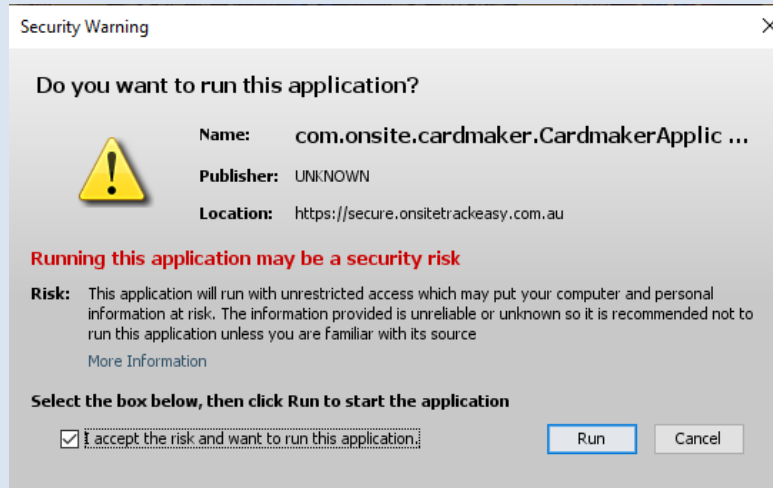 Security Warning
Do you want to run this application?
Name: com.onsite.cardmaker.CardmakerApplic ...
Publisher: UNKNOWN
Location: https://secure.onsitetrackeasy.com.au
Running this application may be a security risk
Risk: This application will run with unrestricted access which may put your computer and personal
information at risk. The information provided is unreliable or unknown so it is recommended not to
run this application unless you are familiar with its source
More Information
Select the box below, then click Run to start the application
I accept the risk and want to run this application.
Run Cancel